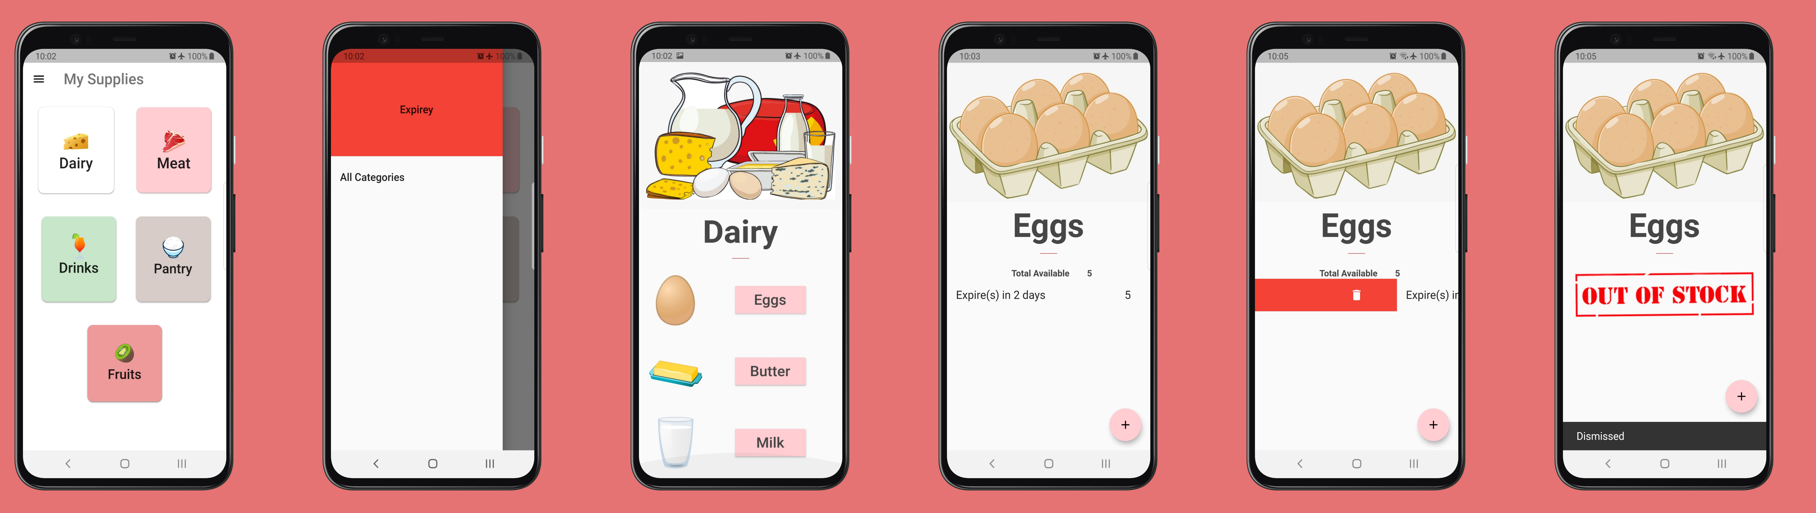 10:02
100%
My Supplies
Dairy
Meat
Drinks
Pantry
Fruits
10:02
100%
Expirey
All Categories
10:02
100%
Dairy
Eggs
Butter
Milk
10:03
100%
Eggs
Total Available 5
Expire(s) in 2 days 5
+
10:05
100%
Eggs
Total Available 5
Expire(s) in
+
10:05
100%
Eggs
OUT OF STOCK
+
Dismissed